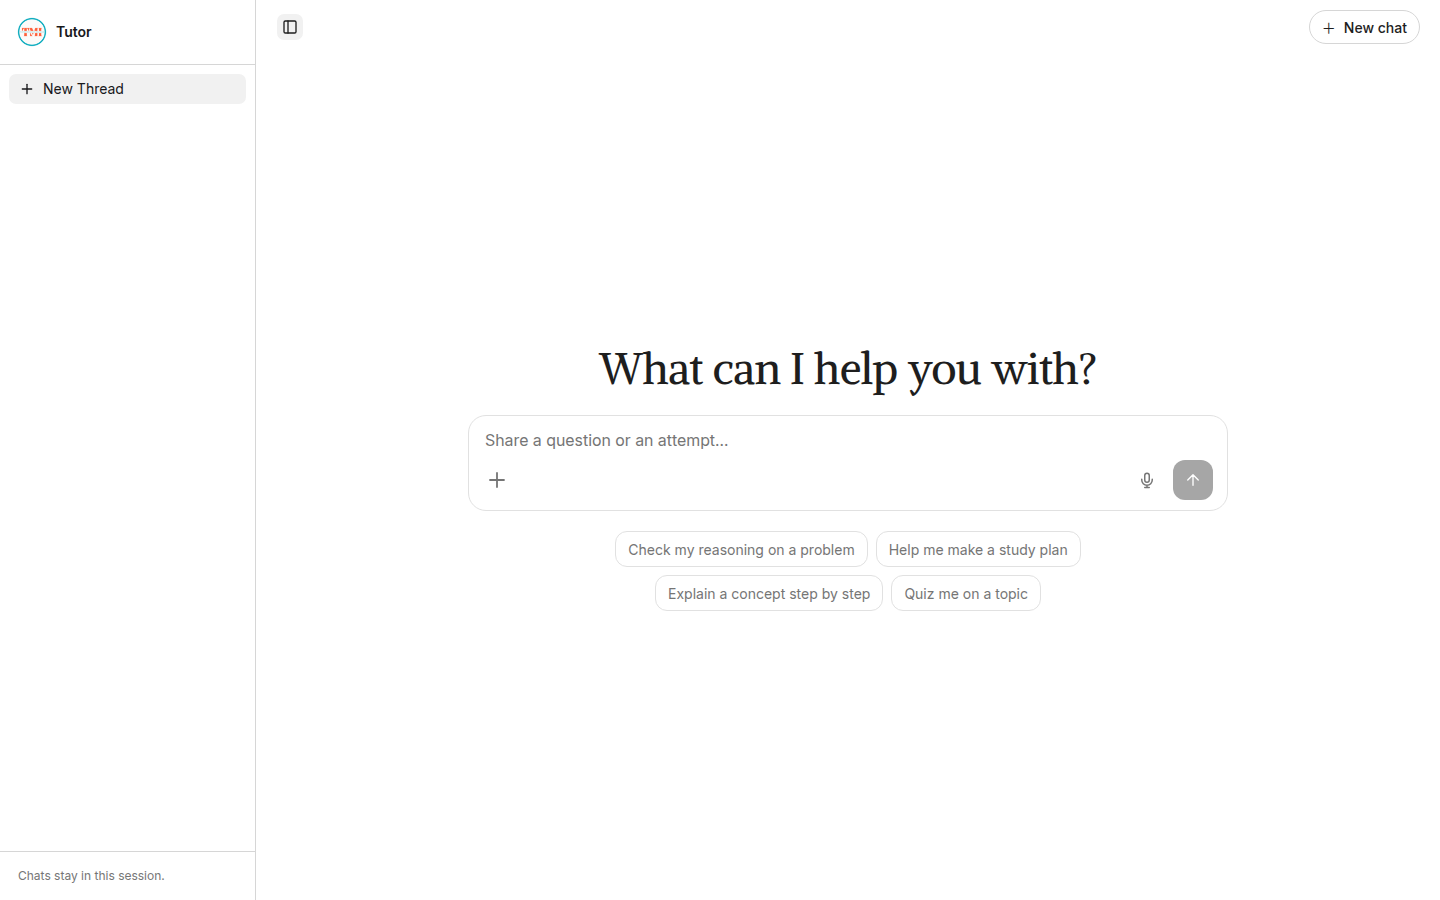 Tutor
New Thread
New chat
What can I help you with?
Share a question or an attempt...
Check my reasoning on a problem
Help me make a study plan
Explain a concept step by step
Quiz me on a topic
Chats stay in this session.